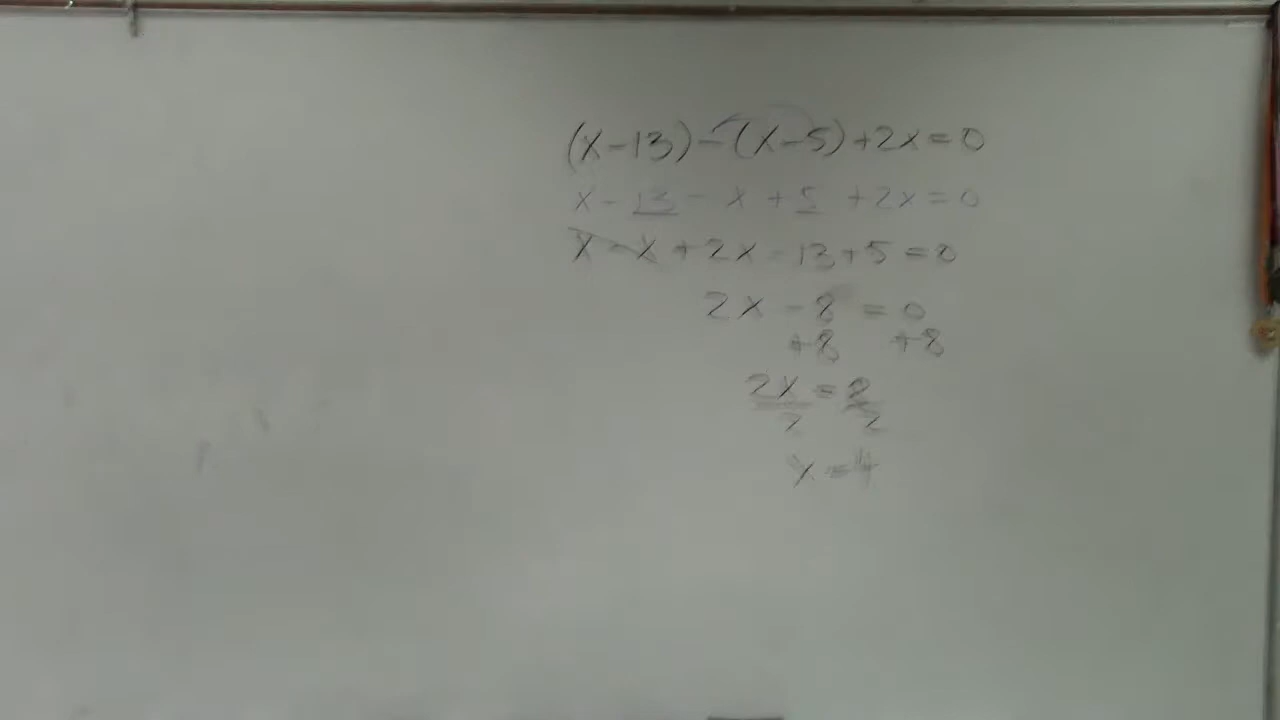 (x-13)-(x-5)+2x=0
x-13-x+5+2x=0
x-x+2x-13+5=0
2x-8=0
+8 +8
2x=8
2 2
x=4